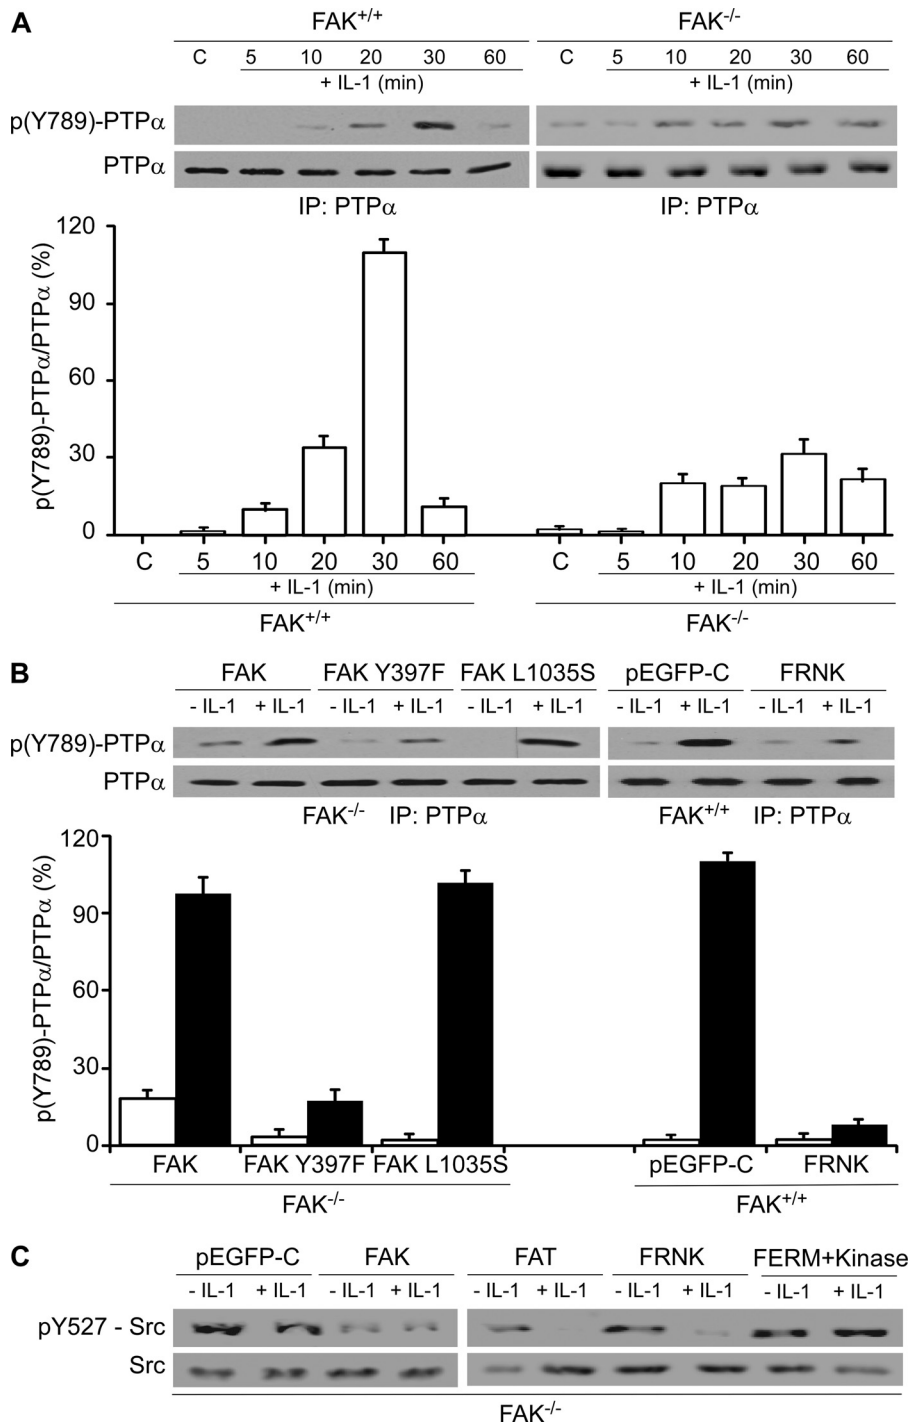 A
FAK+/+ FAK-/-
C 5 10 20 30 60 C 5 10 20 30 60
+ IL-1 (min) + IL-1 (min)
p(Y789)-PTPα
PTPα
IP: PTPα IP: PTPα
p(Y789)-PTPα/PTPα (%)
120
90
60
30
0
C 5 10 20 30 60 C 5 10 20 30 60
+ IL-1 (min) + IL-1 (min)
FAK+/+ FAK-/-
B
FAK FAK Y397F FAK L1035S pEGFP-C FRNK
- IL-1 + IL-1 - IL-1 + IL-1 - IL-1 + IL-1 - IL-1 + IL-1 - IL-1 + IL-1
p(Y789)-PTPα
PTPα
FAK-/- IP: PTPα FAK+/+ IP: PTPα
p(Y789)-PTPα/PTPα (%)
120
90
60
30
0
FAK FAK Y397F FAK L1035S pEGFP-C FRNK
FAK-/- FAK+/+
C
pEGFP-C FAK FAT FRNK FERM+Kinase
- IL-1 + IL-1 - IL-1 + IL-1 - IL-1 + IL-1 - IL-1 + IL-1 - IL-1 + IL-1
pY527 - Src
Src
FAK-/-